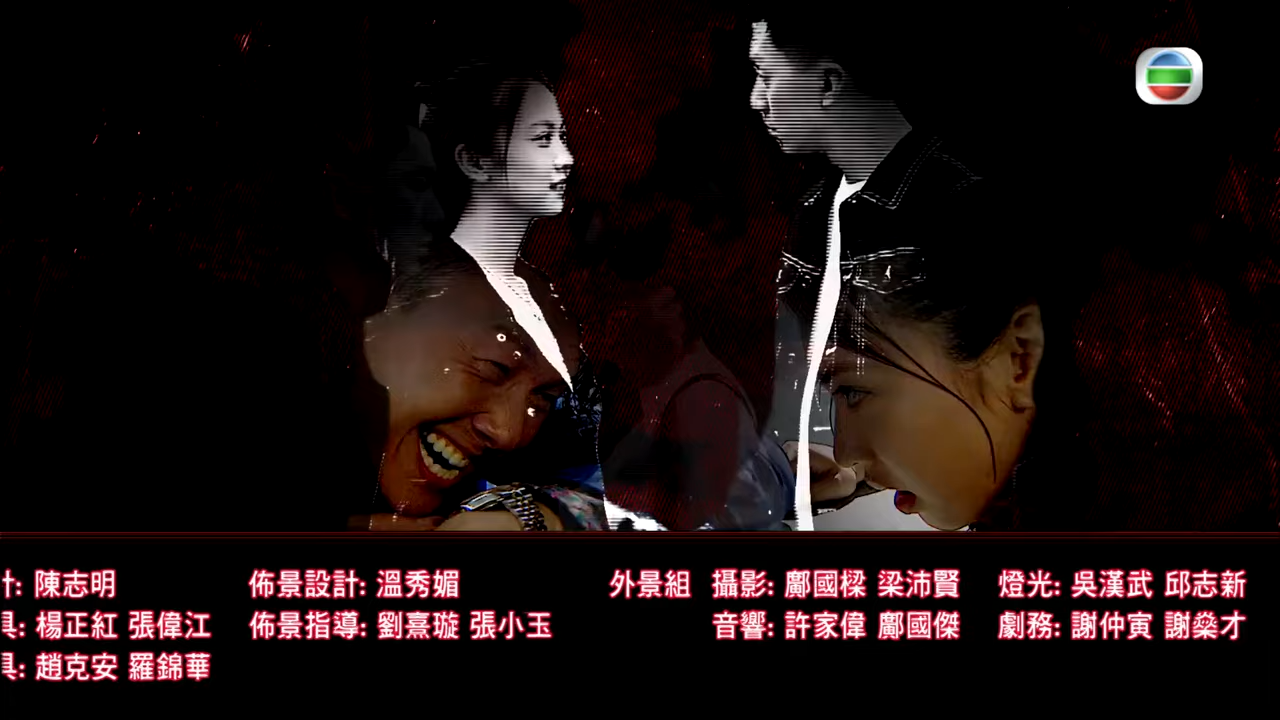 計: 陳志明 佈景設計: 溫秀媚 外景組 攝影: 鄺國樑 梁沛賢 燈光: 吳漢武 邱志新
具: 楊正紅 張偉江 佈景指導: 劉熹璇 張小玉 音響: 許家偉 鄺國傑 劇務: 謝仲寅 謝燊才
具: 趙克安 羅錦華